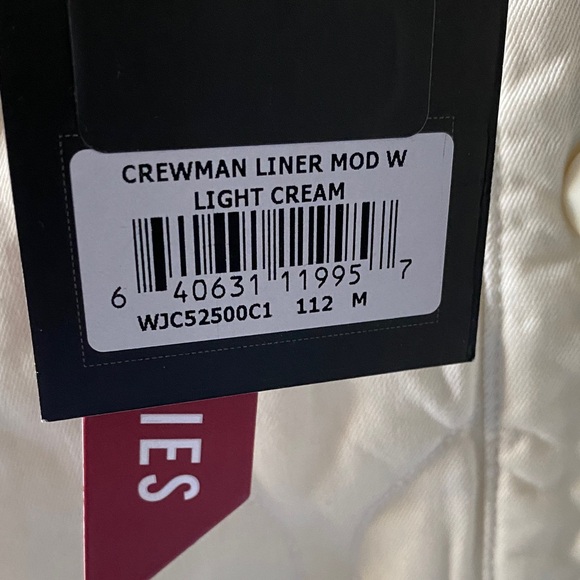 CREWMAN LINER MOD W
LIGHT CREAM
6 40631 11995 7
WJC52500C1 112 M
IES